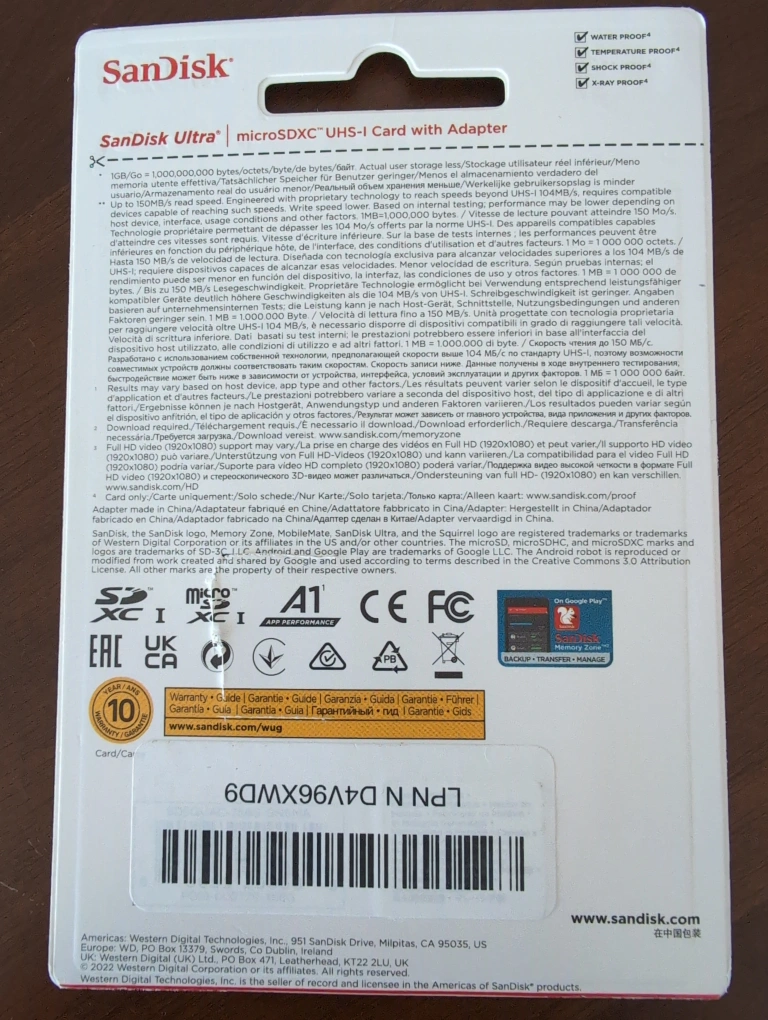 SanDisk®
WATER PROOF⁴
TEMPERATURE PROOF⁴
SHOCK PROOF⁴
X-RAY PROOF⁴
SanDisk Ultra® | microSDXC™ UHS-I Card with Adapter
* 1GB/Go = 1,000,000,000 bytes/octets/byte/de bytes/байт. Actual user storage less/Stockage utilisateur réel inférieur/Meno
memoria utente effettiva/Tatsächlicher Speicher für Benutzer geringer/Menos el almacenamiento verdadero del
usuario/Armazenamento real do usuário menor/Реальный объем хранения меньше/Werkelijke gebruikersopslag is minder
** Up to 150MB/s read speed. Engineered with proprietary technology to reach speeds beyond UHS-I 104MB/s, requires compatible
devices capable of reaching such speeds. Write speed lower. Based on internal testing; performance may be lower depending on
host device, interface, usage conditions and other factors. 1MB=1,000,000 bytes. / Vitesse de lecture pouvant atteindre 150 Mo/s.
Technologie propriétaire permettant de dépasser les 104 Mo/s offerts par la norme UHS-I. Des appareils compatibles capables
d'atteindre ces vitesses sont requis. Vitesse d'écriture inférieure. Sur la base de tests internes ; les performances peuvent être
inférieures en fonction du périphérique hôte, de l'interface, des conditions d'utilisation et d'autres facteurs. 1 Mo = 1 000 000 octets. /
Hasta 150 MB/s de velocidad de lectura. Diseñada con tecnología exclusiva para alcanzar velocidades superiores a los 104 MB/s de
UHS-I; requiere dispositivos capaces de alcanzar esas velocidades. Menor velocidad de escritura. Según pruebas internas; el
rendimiento puede ser menor en función del dispositivo, la interfaz, las condiciones de uso y otros factores. 1 MB = 1 000 000 de
bytes. / Bis zu 150 MB/s Lesegeschwindigkeit. Proprietäre Technologie ermöglicht bei Verwendung entsprechend leistungsfähiger
kompatibler Geräte deutlich höhere Geschwindigkeiten als die 104 MB/s von UHS-I. Schreibgeschwindigkeit ist geringer. Angaben
basieren auf unternehmensinternen Tests; die Leistung kann je nach Host-Gerät, Schnittstelle, Nutzungsbedingungen und anderen
Faktoren geringer sein. 1 MB = 1.000.000 Byte. / Velocità di lettura fino a 150 MB/s. Unità progettate con tecnologia proprietaria
per raggiungere velocità oltre UHS-I 104 MB/s, è necessario disporre di dispositivi compatibili in grado di raggiungere tali velocità.
Velocità di scrittura inferiore. Dati basati su test interni; le prestazioni potrebbero essere inferiori in base all'interfaccia del
dispositivo host utilizzato, alle condizioni di utilizzo e ad altri fattori. 1 MB = 1.000.000 di byte. / Скорость чтения до 150 МБ/с.
Разработано с использованием собственной технологии, предполагающей скорости выше 104 МБ/с по стандарту UHS-I, поэтому возможности
совместимых устройств должны соответствовать таким скоростям. Скорость записи ниже. Данные получены в ходе внутреннего тестирования,
быстродействие может быть ниже в зависимости от устройства, интерфейса, условий эксплуатации и других факторов. 1 МБ = 1 000 000 байт.
1 Results may vary based on host device, app type and other factors./Les résultats peuvent varier selon le dispositif d'accueil, le type
d'application et d'autres facteurs./Le prestazioni potrebbero variare a seconda del dispositivo host, del tipo di applicazione e di altri
fattori./Ergebnisse können je nach Hostgerät, Anwendungstyp und anderen Faktoren variieren./Los resultados pueden variar según
el dispositivo anfitrión, el tipo de aplicación y otros factores./Результат может зависеть от главного устройства, вида приложения и других факторов.
2 Download required./Téléchargement requis./È necessario il download./Download erforderlich./Requiere descarga./Transferência
necessária./Требуется загрузка./Download vereist. www.sandisk.com/memoryzone
3 Full HD video (1920x1080) support may vary./La prise en charge des vidéos en Full HD (1920x1080) et peut varier./Il supporto HD video
(1920x1080) può variare./Unterstützung von Full HD-Videos (1920x1080) und kann variieren./La compatibilidad para el video Full HD
(1920x1080) podría variar./Suporte para vídeo HD completo (1920x1080) poderá variar./Поддержка видео высокой четкости в формате Full
HD video (1920x1080) и стереоскопического 3D-видео может различаться./Ondersteuning van full HD- (1920x1080) en kan verschillen.
www.sandisk.com/HD
4 Card only:/Carte uniquement:/Solo schede:/Nur Karte:/Solo tarjeta:/Только карта:/Alleen kaart: www.sandisk.com/proof
Adapter made in China/Adaptateur fabriqué en Chine/Adattatore fabbricato in Cina/Adapter: Hergestellt in China/Adaptador
fabricado en China/Adaptador fabricado na China/Адаптер сделан в Китае/Adapter vervaardigd in China.
SanDisk, the SanDisk logo, Memory Zone, MobileMate, SanDisk Ultra, and the Squirrel logo are registered trademarks or trademarks
of Western Digital Corporation or its affiliates in the US and/or other countries. The microSD, microSDHC, and microSDXC marks and
logos are trademarks of SD-3C, LLC. Android and Google Play are trademarks of Google LLC. The Android robot is reproduced or
modified from work created and shared by Google and used according to terms described in the Creative Commons 3.0 Attribution
License. All other marks are the property of their respective owners.
SD XC I micro SD XC I A1¹ APP PERFORMANCE CE FC
On Google Play™
SanDisk
Memory Zone™²
BACKUP • TRANSFER • MANAGE
EAC UK CA PB
YEAR/ANS
10
WARRANTY/GARANTIE
Warranty • Guide | Garantie • Guide | Garanzia • Guida | Garantie • Führer |
Garantía • Guía | Garantia • Guia | Гарантийный • гид | Garantie • Gids
www.sandisk.com/wug
LPN N D4V96XWD9
www.sandisk.com
在中国包装
Americas: Western Digital Technologies, Inc., 951 SanDisk Drive, Milpitas, CA 95035, US
Europe: WD, PO Box 13379, Swords, Co Dublin, Ireland
UK: Western Digital (UK) Ltd., PO Box 471, Leatherhead, KT22 2LU, UK
© 2022 Western Digital Corporation or its affiliates. All rights reserved.
Western Digital Technologies, Inc. is the seller of record and licensee in the Americas of SanDisk® products.